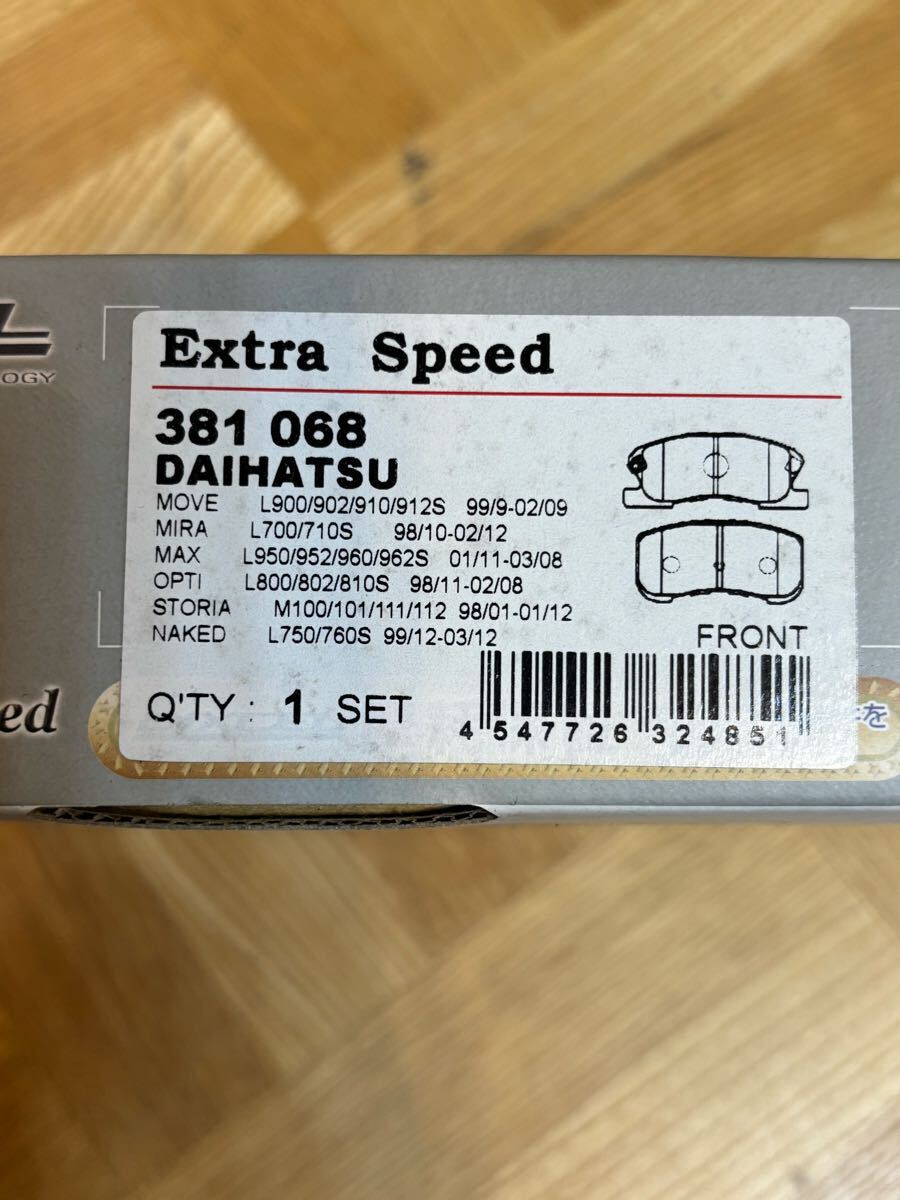 OGY
Extra Speed
381 068
DAIHATSU
MOVE L900/902/910/912S 99/9-02/09
MIRA L700/710S 98/10-02/12
MAX L950/952/960/962S 01/11-03/08
OPTI L800/802/810S 98/11-02/08
STORIA M100/101/111/112 98/01-01/12
NAKED L750/760S 99/12-03/12
FRONT
Q'TY : 1 SET
4 547726 324851
ed
を